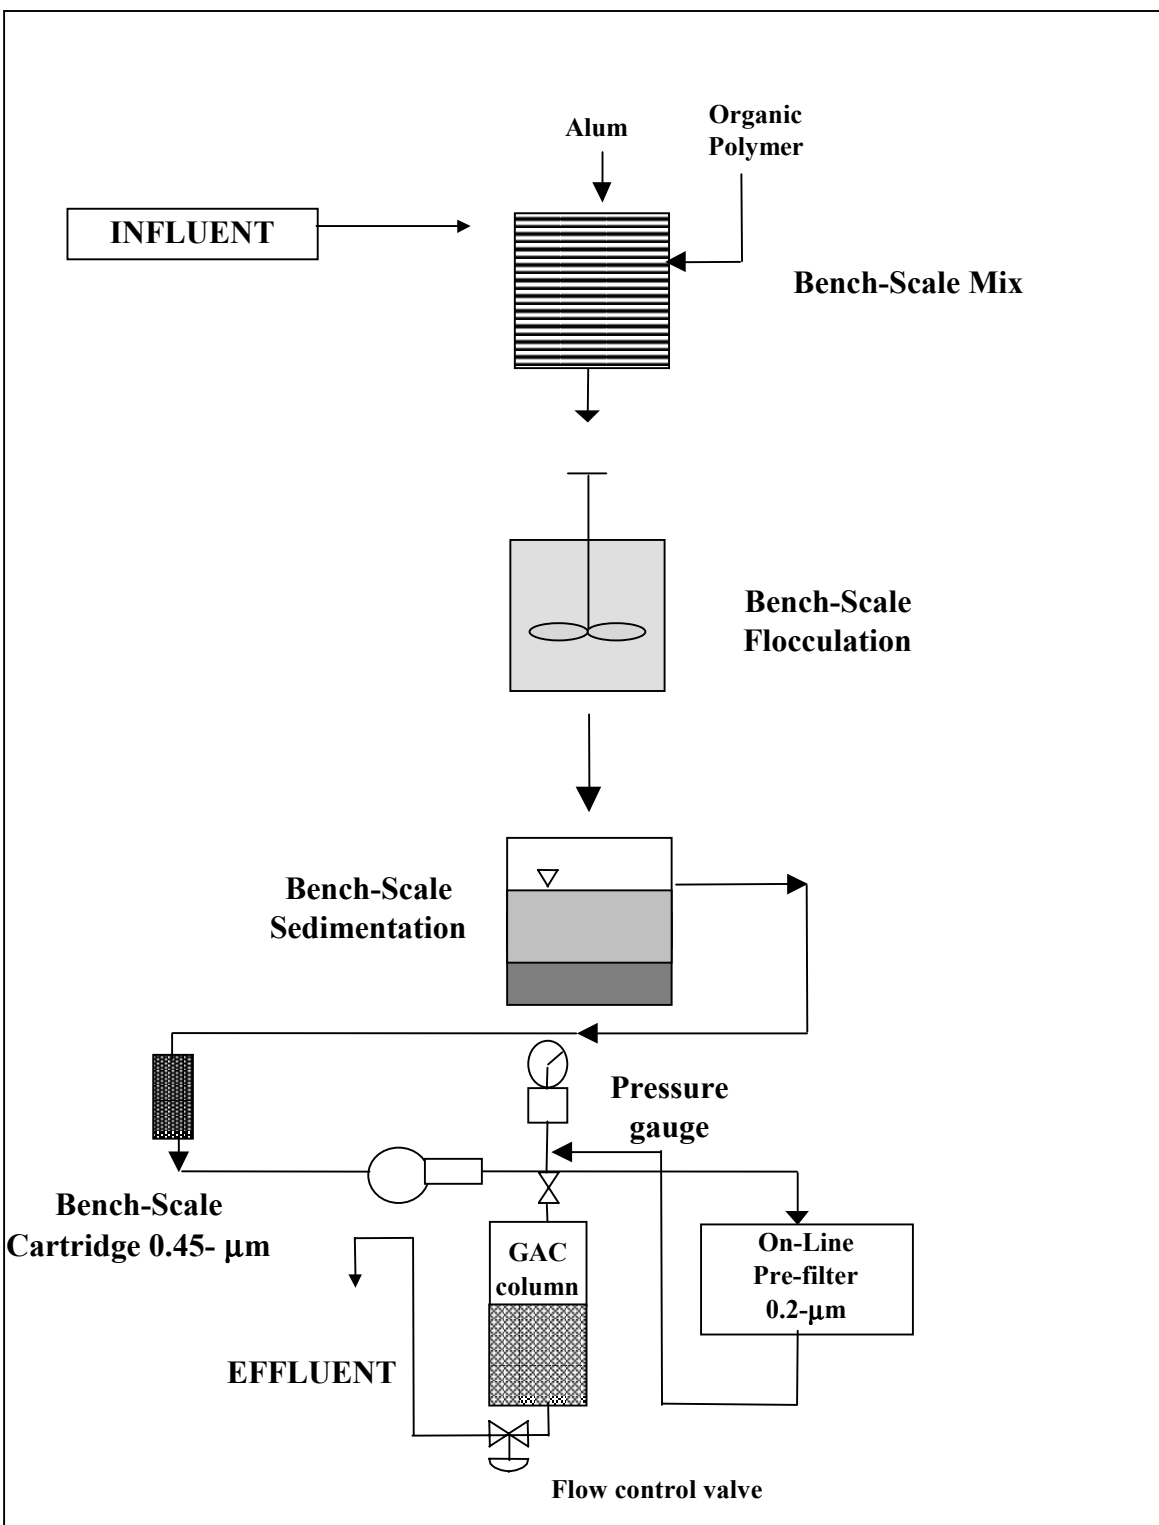 Alum
Organic
Polymer
INFLUENT
Bench-Scale Mix
Bench-Scale
Flocculation
Bench-Scale
Sedimentation
Pressure
gauge
Bench-Scale
Cartridge 0.45- μm
GAC
column
On-Line
Pre-filter
0.2-μm
EFFLUENT
Flow control valve